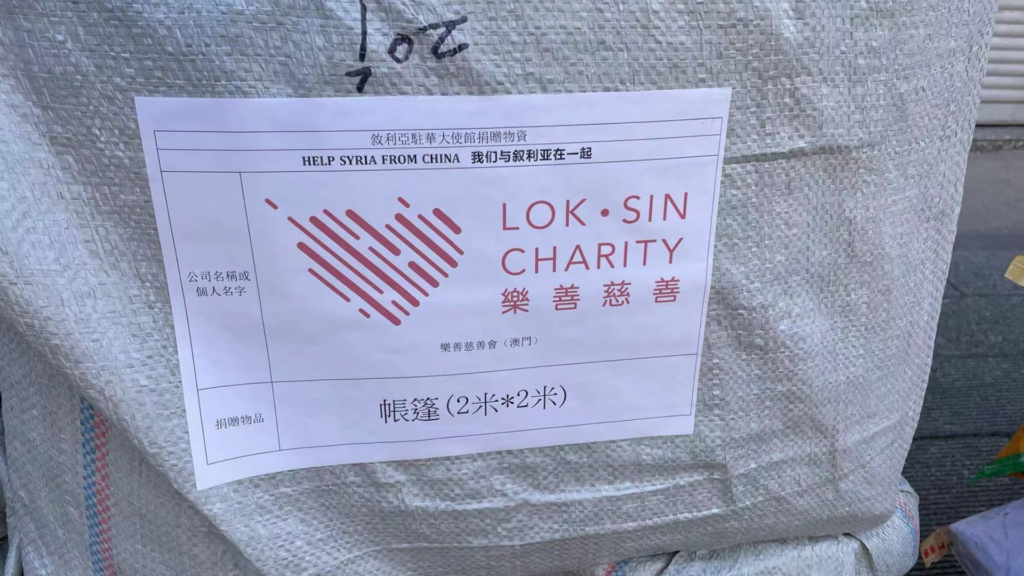 敘利亞駐華大使館捐贈物資
HELP SYRIA FROM CHINA 我们与叙利亚在一起
公司名稱或
個人名字
LOK·SIN
CHARITY
樂善慈善
樂善慈善會（澳門）
捐贈物品
帳篷(2米*2米)